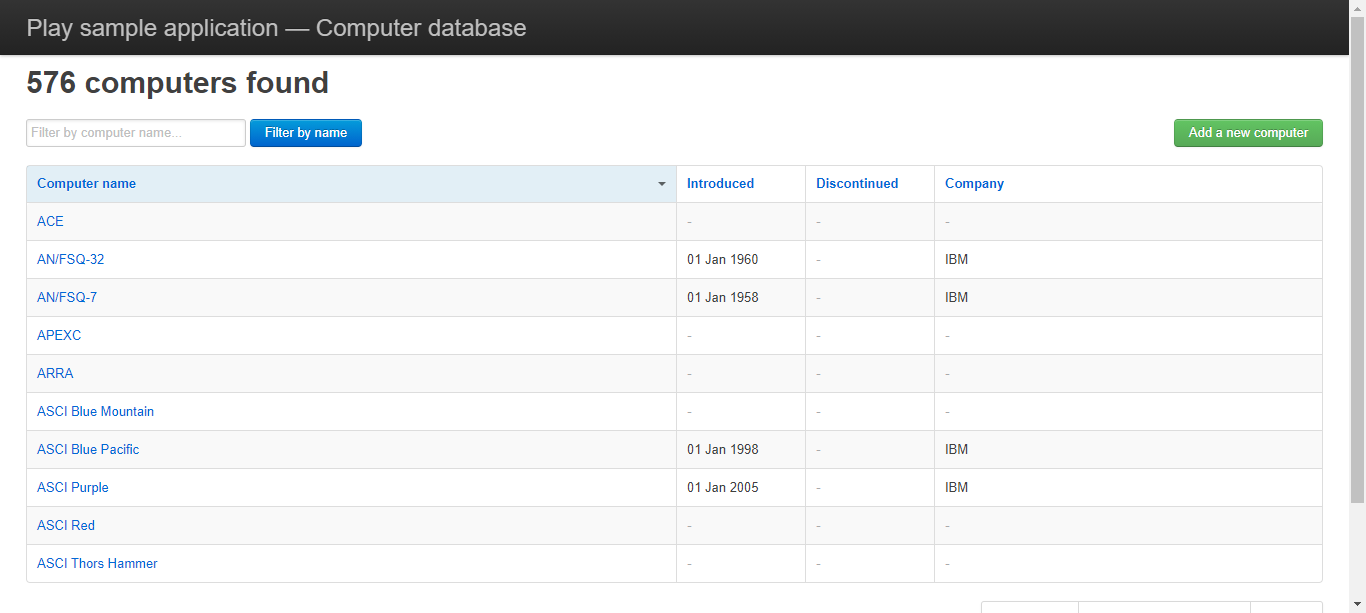 Play sample application — Computer database
576 computers found
Filter by computer name... Filter by name Add a new computer
Computer name Introduced Discontinued Company
ACE - - -
AN/FSQ-32 01 Jan 1960 - IBM
AN/FSQ-7 01 Jan 1958 - IBM
APEXC - - -
ARRA - - -
ASCI Blue Mountain - - -
ASCI Blue Pacific 01 Jan 1998 - IBM
ASCI Purple 01 Jan 2005 - IBM
ASCI Red - - -
ASCI Thors Hammer - - -